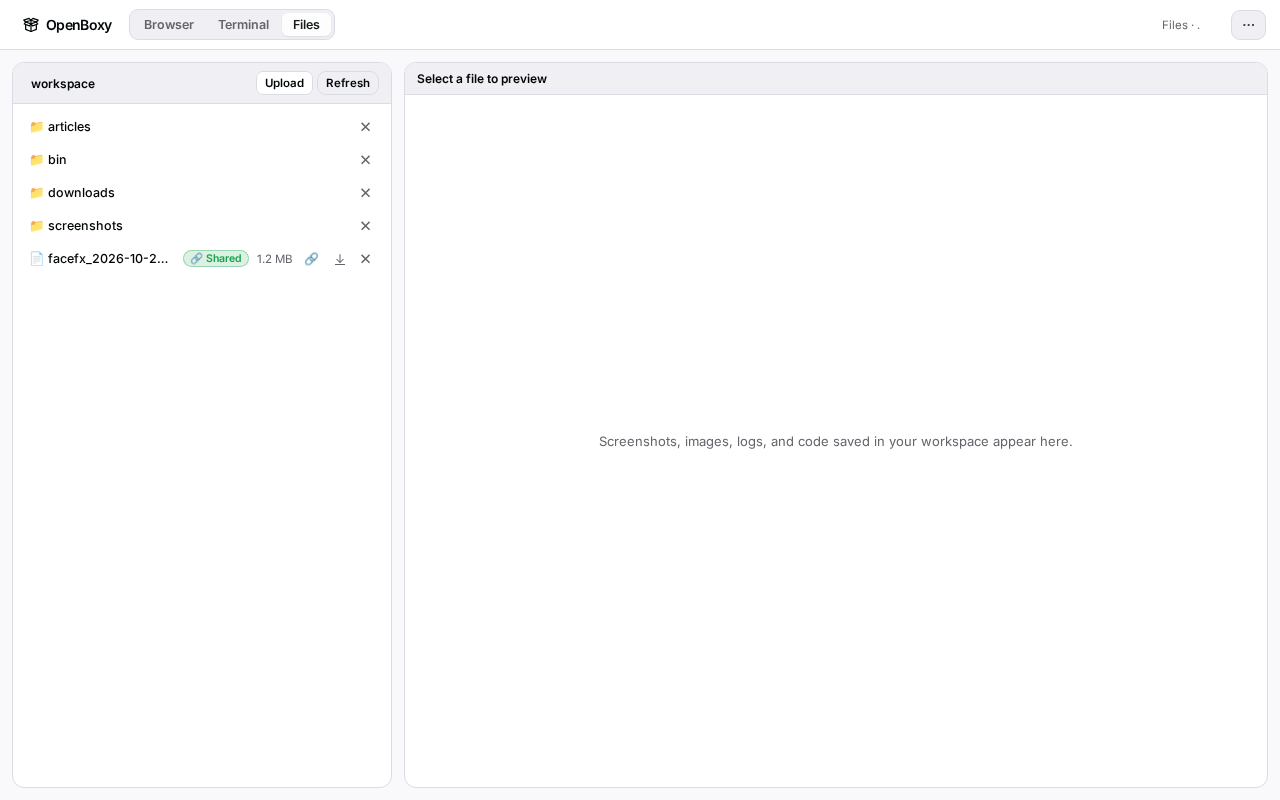 OpenBoxy
Browser Terminal Files
Files · .
workspace
Upload Refresh
articles
bin
downloads
screenshots
facefx_2026-10-2... Shared 1.2 MB
Select a file to preview
Screenshots, images, logs, and code saved in your workspace appear here.